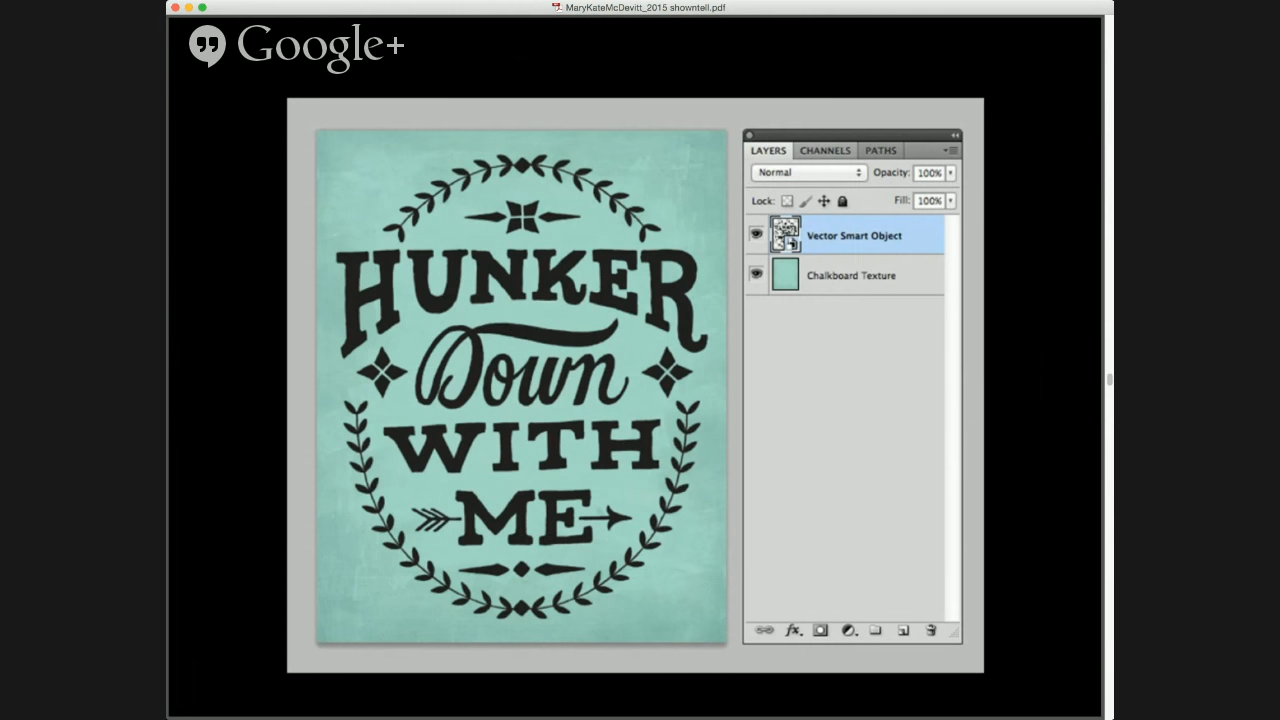 MaryKateMcDevitt_2015 showntell.pdf
Google+
HUNKER
Down
WITH
ME
LAYERS CHANNELS PATHS
Normal Opacity: 100%
Lock: Fill: 100%
Vector Smart Object
Chalkboard Texture
fx